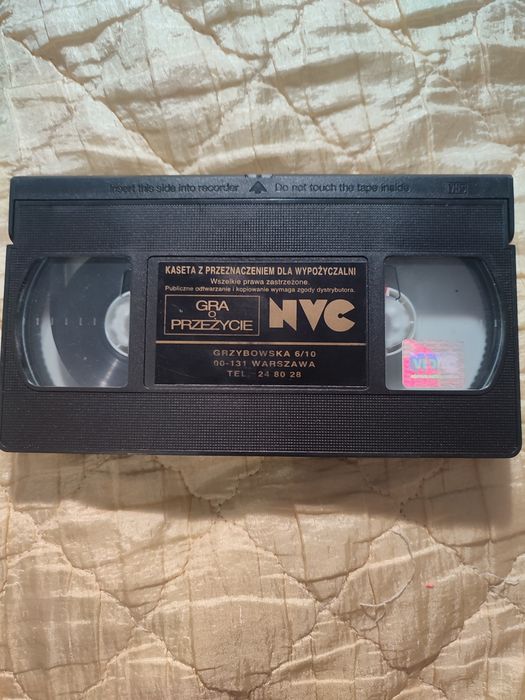 Insert this side into recorder Do not touch the tape inside
KASETA Z PRZEZNACZENIEM DLA WYPOŻYCZALNI
Wszelkie prawa zastrzeżone.
Publiczne odtwarzanie i kopiowanie wymaga zgody dystrybutora.
GRA
O
PRZEŻYCIE
NVC
GRZYBOWSKA 6/10
00-131 WARSZAWA
TEL. 24 80 28